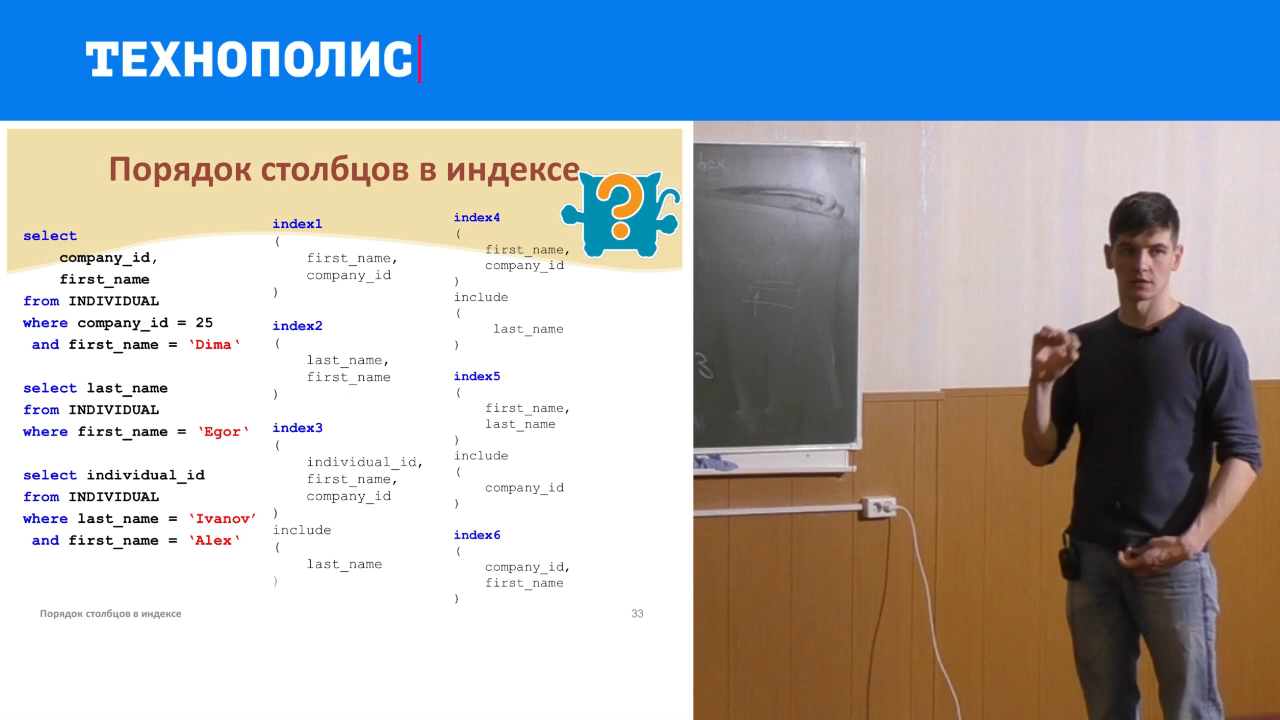 ТЕХНОПОЛИС
Порядок столбцов в индексе
select
company_id,
first_name
from INDIVIDUAL
where company_id = 25
and first_name = ‘Dima‘
select last_name
from INDIVIDUAL
where first_name = ‘Egor‘
select individual_id
from INDIVIDUAL
where last_name = ‘Ivanov’
and first_name = ‘Alex‘
index1
(
first_name,
company_id
)
index2
(
last_name,
first_name
)
index3
(
individual_id,
first_name,
company_id
)
include
(
last_name
)
index4
(
first_name,
company_id
)
include
(
last_name
)
index5
(
first_name,
last_name
)
include
(
company_id
)
index6
(
company_id,
first_name
)
?
Порядок столбцов в индексе
33